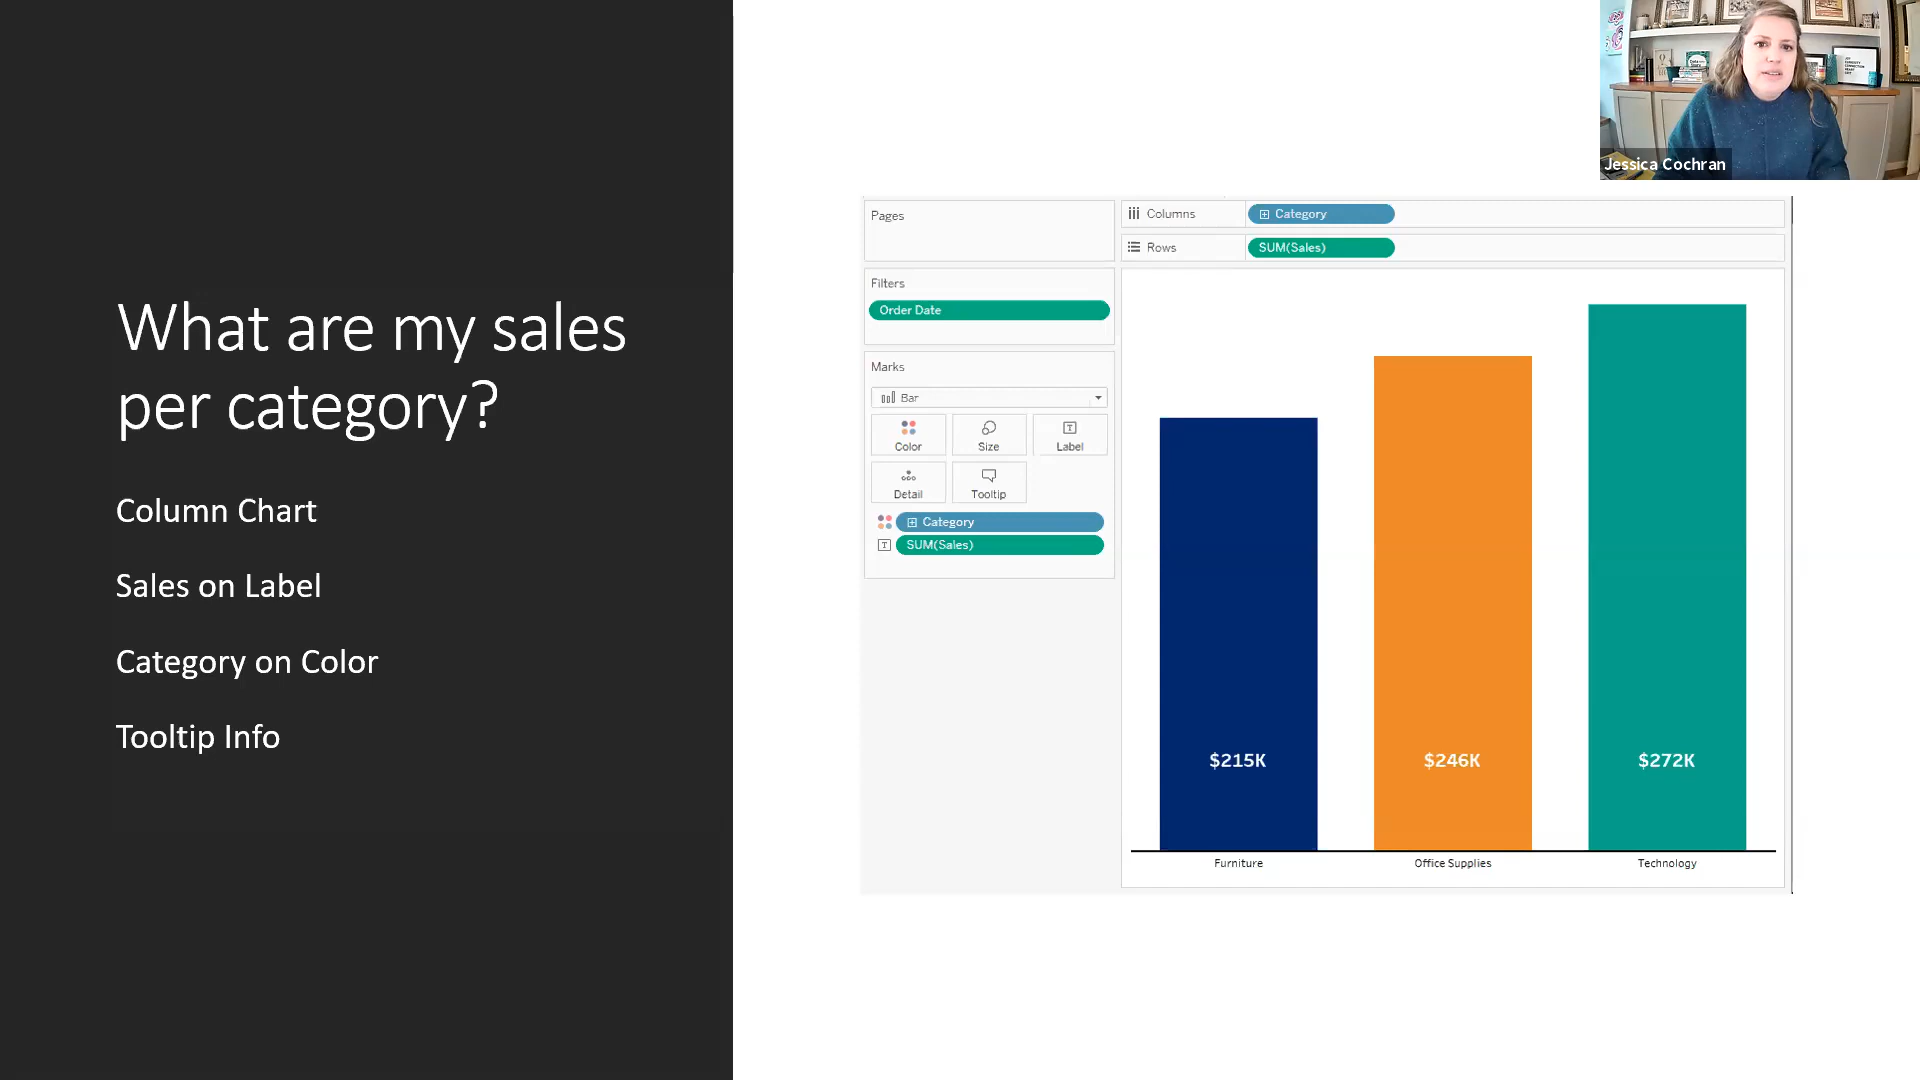 What are my sales
per category?
Column Chart
Sales on Label
Category on Color
Tooltip Info
Jessica Cochran
Pages
Columns
Category
Rows
SUM(Sales)
Filters
Order Date
Marks
Bar
Color
Size
Label
Detail
Tooltip
Category
SUM(Sales)
$215K
$246K
$272K
Furniture
Office Supplies
Technology